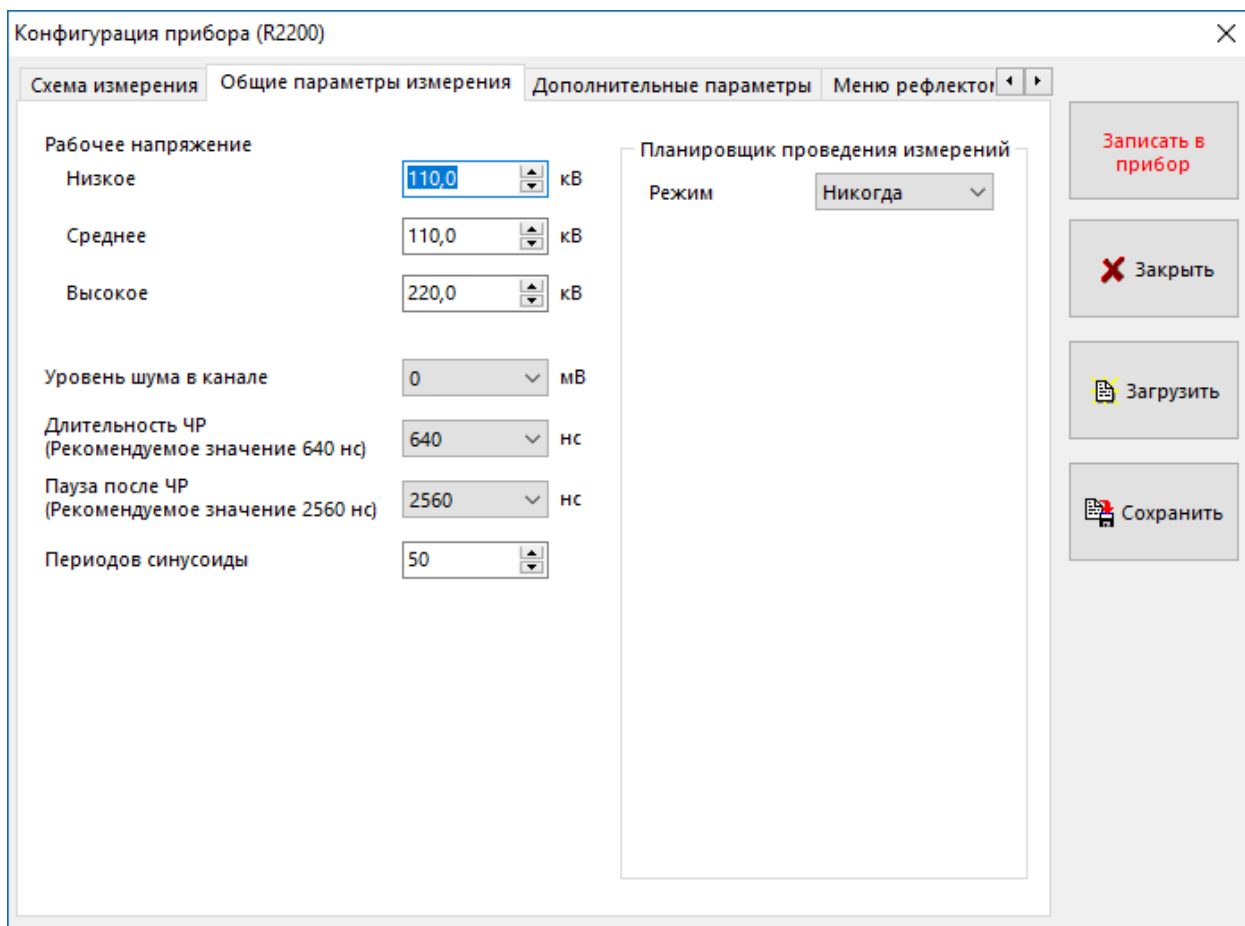 Конфигурация прибора (R2200)
Схема измерения
Общие параметры измерения
Дополнительные параметры
Меню рефлектом
Рабочее напряжение
Низкое 110,0 кВ
Среднее 110,0 кВ
Высокое 220,0 кВ
Уровень шума в канале 0 мВ
Длительность ЧР
(Рекомендуемое значение 640 нс) 640 нс
Пауза после ЧР
(Рекомендуемое значение 2560 нс) 2560 нс
Периодов синусоиды 50
Планировщик проведения измерений
Режим Никогда
Записать в
прибор
Закрыть
Загрузить
Сохранить